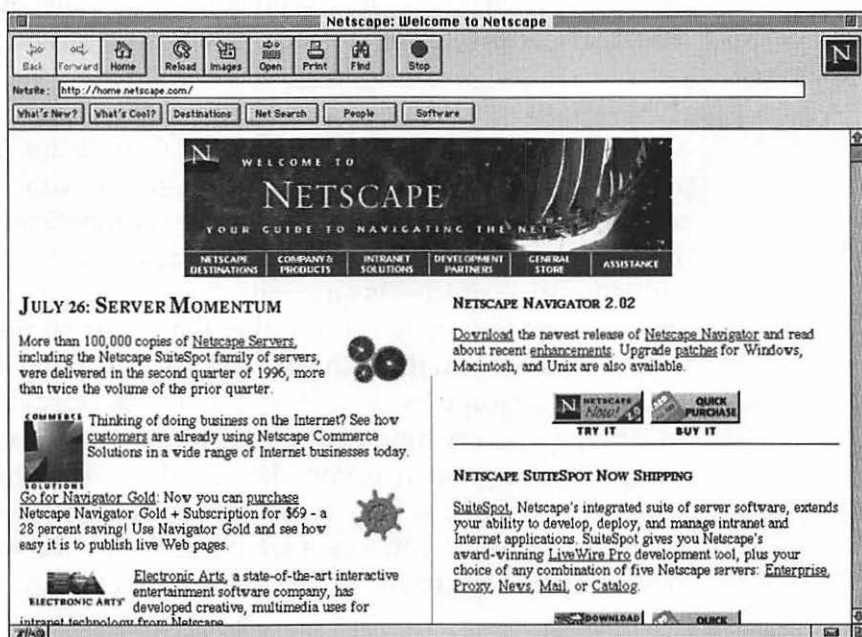 Netscape: Welcome to Netscape
Back Forward Home Reload Images Open Print Find Stop
N
Netsite: http://home.netscape.com/
What's New? What's Cool? Destinations Net Search People Software
N
WELCOME TO
NETSCAPE
YOUR GUIDE TO NAVIGATING THE NET
NETSCAPE DESTINATIONS COMPANY & PRODUCTS INTRANET SOLUTIONS DEVELOPMENT PARTNERS GENERAL STORE ASSISTANCE
JULY 26: SERVER MOMENTUM
More than 100,000 copies of Netscape Servers,
including the Netscape SuiteSpot family of servers,
were delivered in the second quarter of 1996, more
than twice the volume of the prior quarter.
COMMERCE
SOLUTIONS
Thinking of doing business on the Internet? See how
customers are already using Netscape Commerce
Solutions in a wide range of Internet businesses today.
Go for Navigator Gold: Now you can purchase
Netscape Navigator Gold + Subscription for $69 - a
28 percent saving! Use Navigator Gold and see how
easy it is to publish live Web pages.
ELECTRONIC ARTS
Electronic Arts, a state-of-the-art interactive
entertainment software company, has
developed creative, multimedia uses for
intranet technology from Netscape
NETSCAPE NAVIGATOR 2.02
Download the newest release of Netscape Navigator and read
about recent enhancements. Upgrade patches for Windows,
Macintosh, and Unix are also available.
N NETSCAPE
Now!
QUICK
PURCHASE
TRY IT BUY IT
NETSCAPE SUITESPOT NOW SHIPPING
SuiteSpot, Netscape's integrated suite of server software, extends
your ability to develop, deploy, and manage intranet and
Internet applications. SuiteSpot gives you Netscape's
award-winning LiveWire Pro development tool, plus your
choice of any combination of five Netscape servers: Enterprise,
Proxy, News, Mail, or Catalog.
DOWNLOAD QUICK